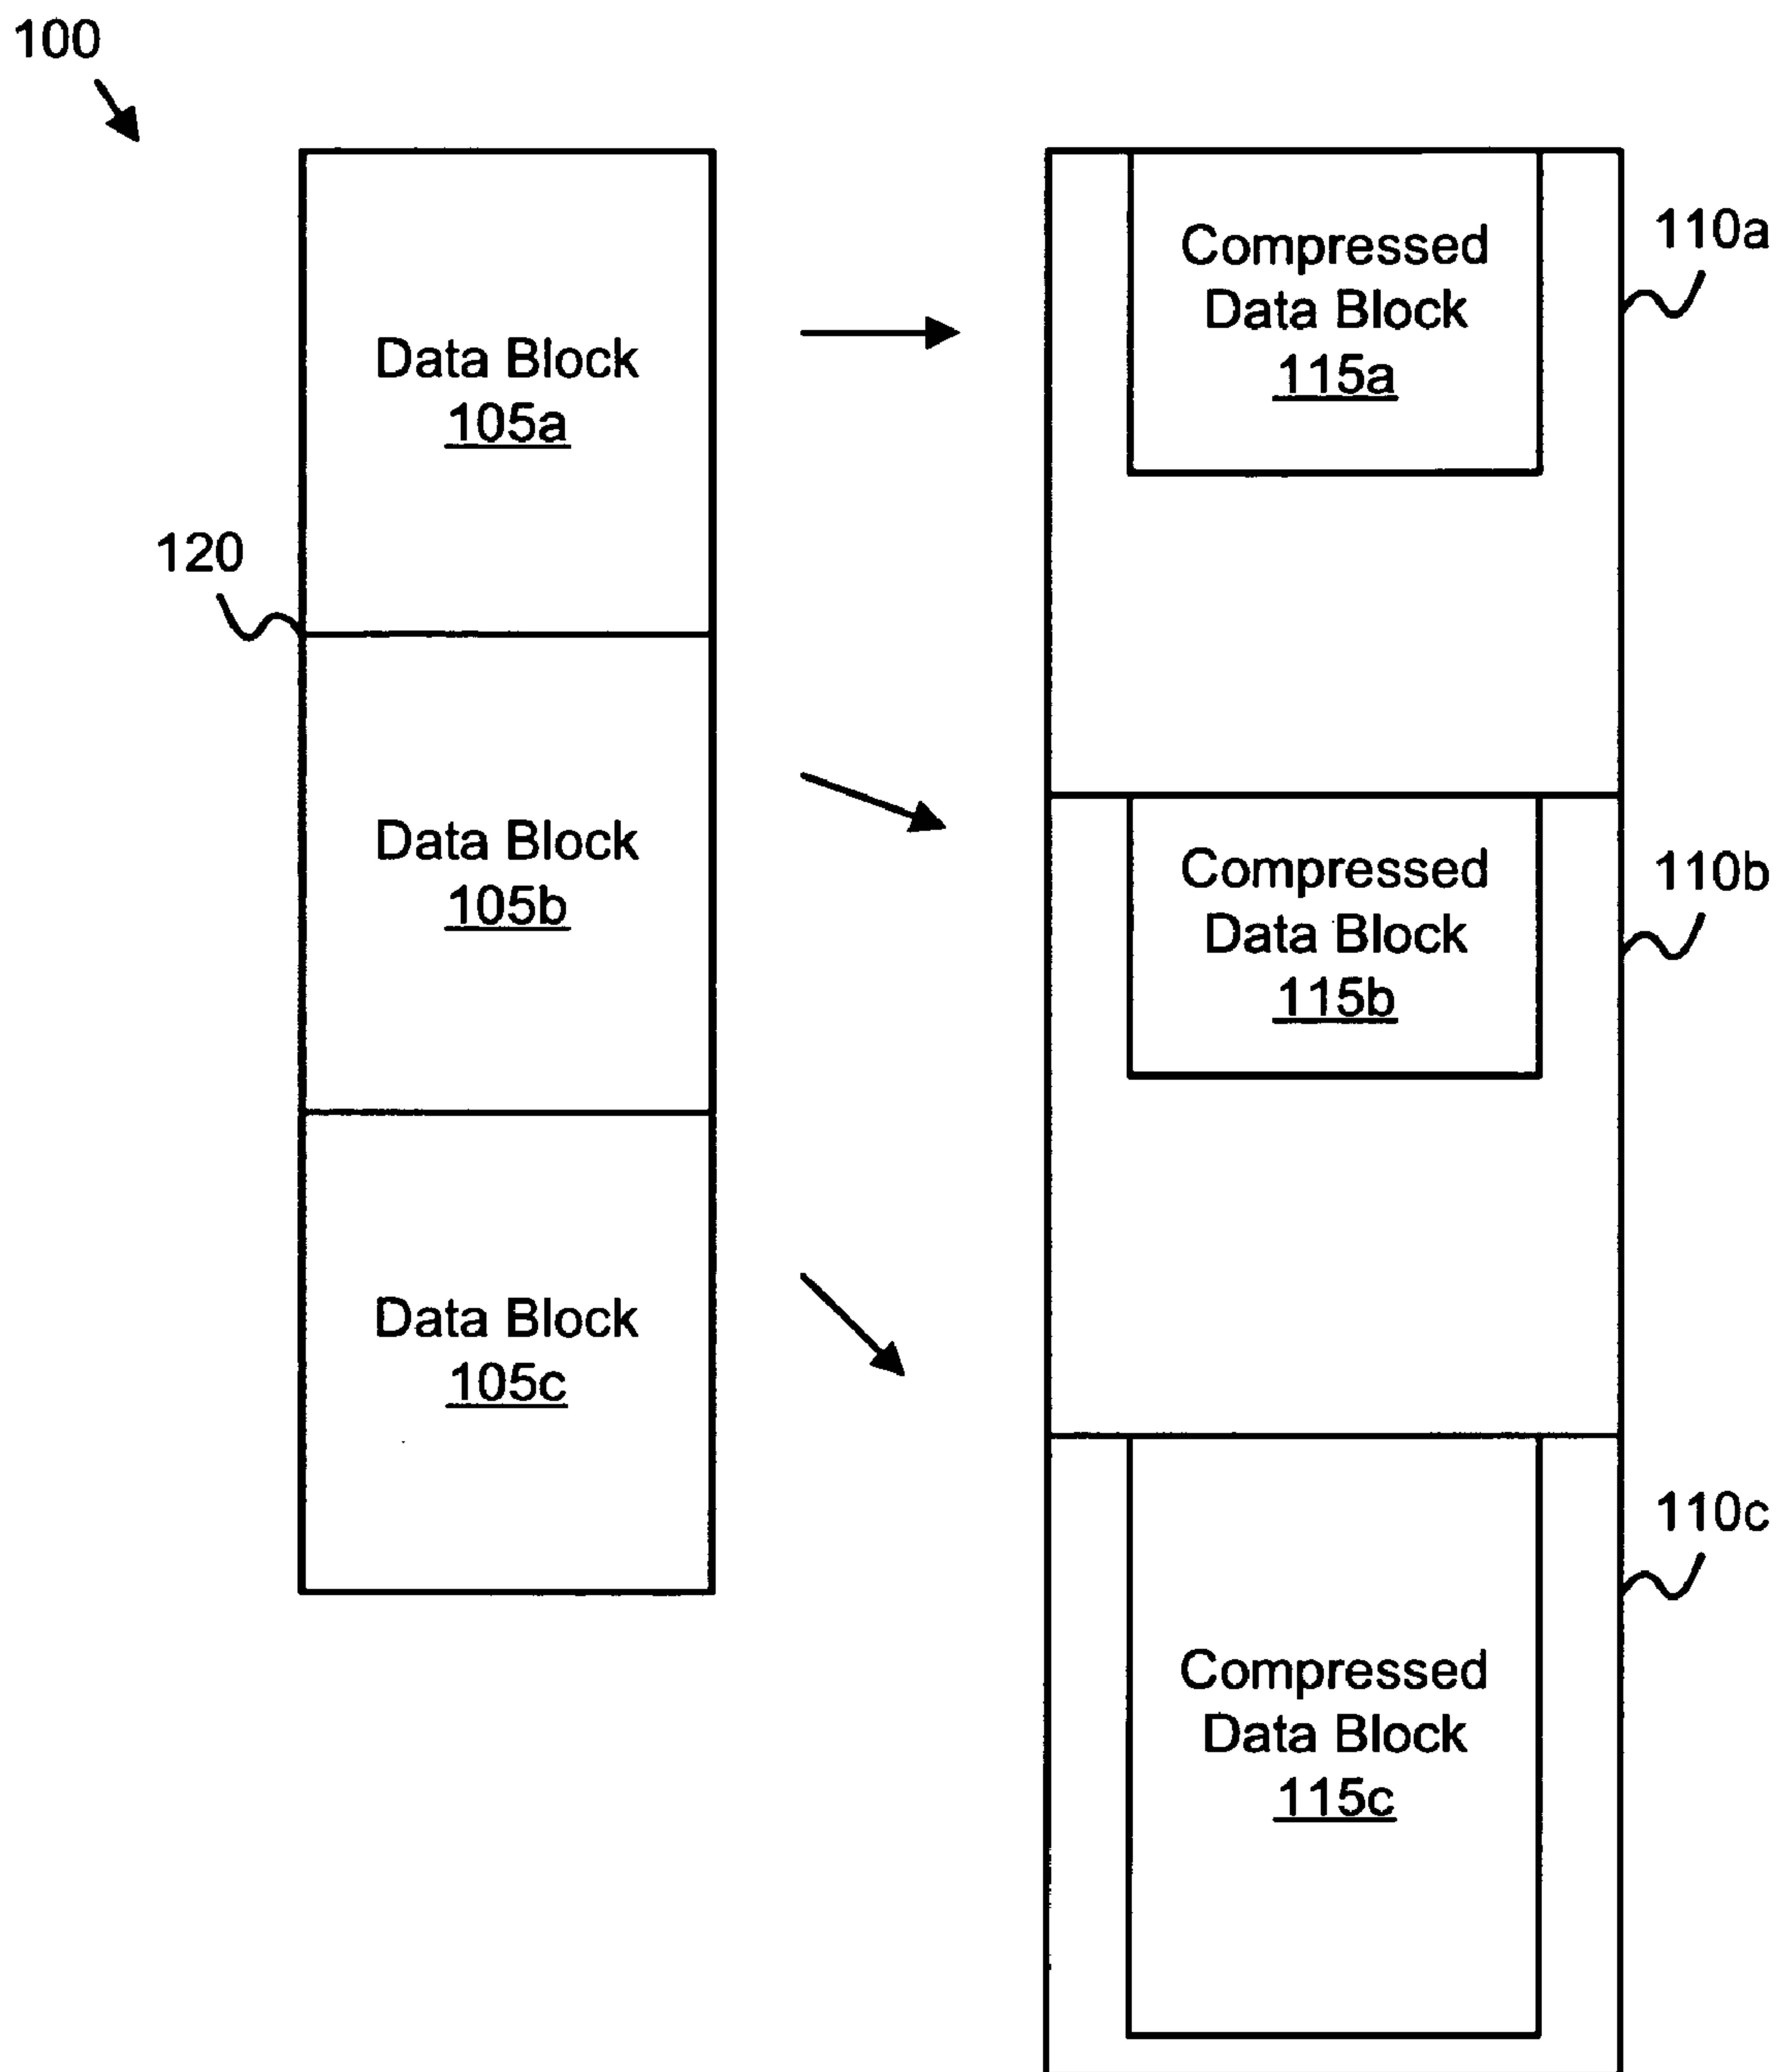 100
Data Block
105a
120
Data Block
105b
Data Block
105c
Compressed
Data Block
115a
110a
Compressed
Data Block
115b
110b
Compressed
Data Block
115c
110c